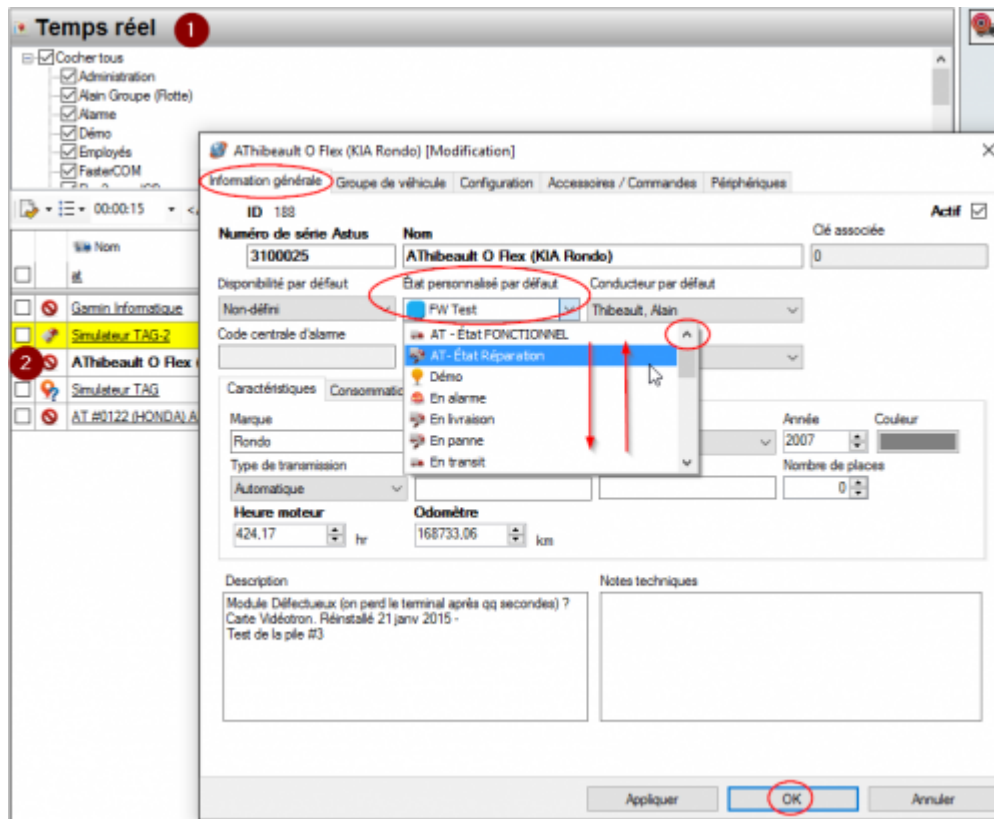 Temps réel 1
Cocher tous
Administration
Alain Groupe (Flotte)
Alarme
Démo
Employés
FasterCOM
00:00:15
Nom
at
Garmin Informatique
Simulateur TAG-2
2 AThibeault O Flex
Simulateur TAG
AT #0122 (HONDA) A
AThibeault O Flex (KIA Rondo) [Modification]
Information générale Groupe de véhicule Configuration Accessoires / Commandes Périphériques
ID 188 Actif
Numéro de série Astus Nom Clé associée
3100025 AThibeault O Flex (KIA Rondo) 0
Disponibilité par défaut État personnalisé par défaut Conducteur par défaut
Non-défini FW Test Thibeault, Alain
Code centrale d'alarme
AT - État FONCTIONNEL
AT- État Réparation
Démo
En alarme
En livraison
En panne
En transit
Caractéristiques Consommatio
Marque Année Couleur
Rondo 2007
Type de transmission Nombre de places
Automatique 0
Heure moteur Odomètre
424,17 hr 168733,06 km
Description Notes techniques
Module Défectueux (on perd le terminal après qq secondes) ?
Carte Vidéotron. Réinstallé 21 janv 2015 -
Test de la pile #3
Appliquer OK Annuler